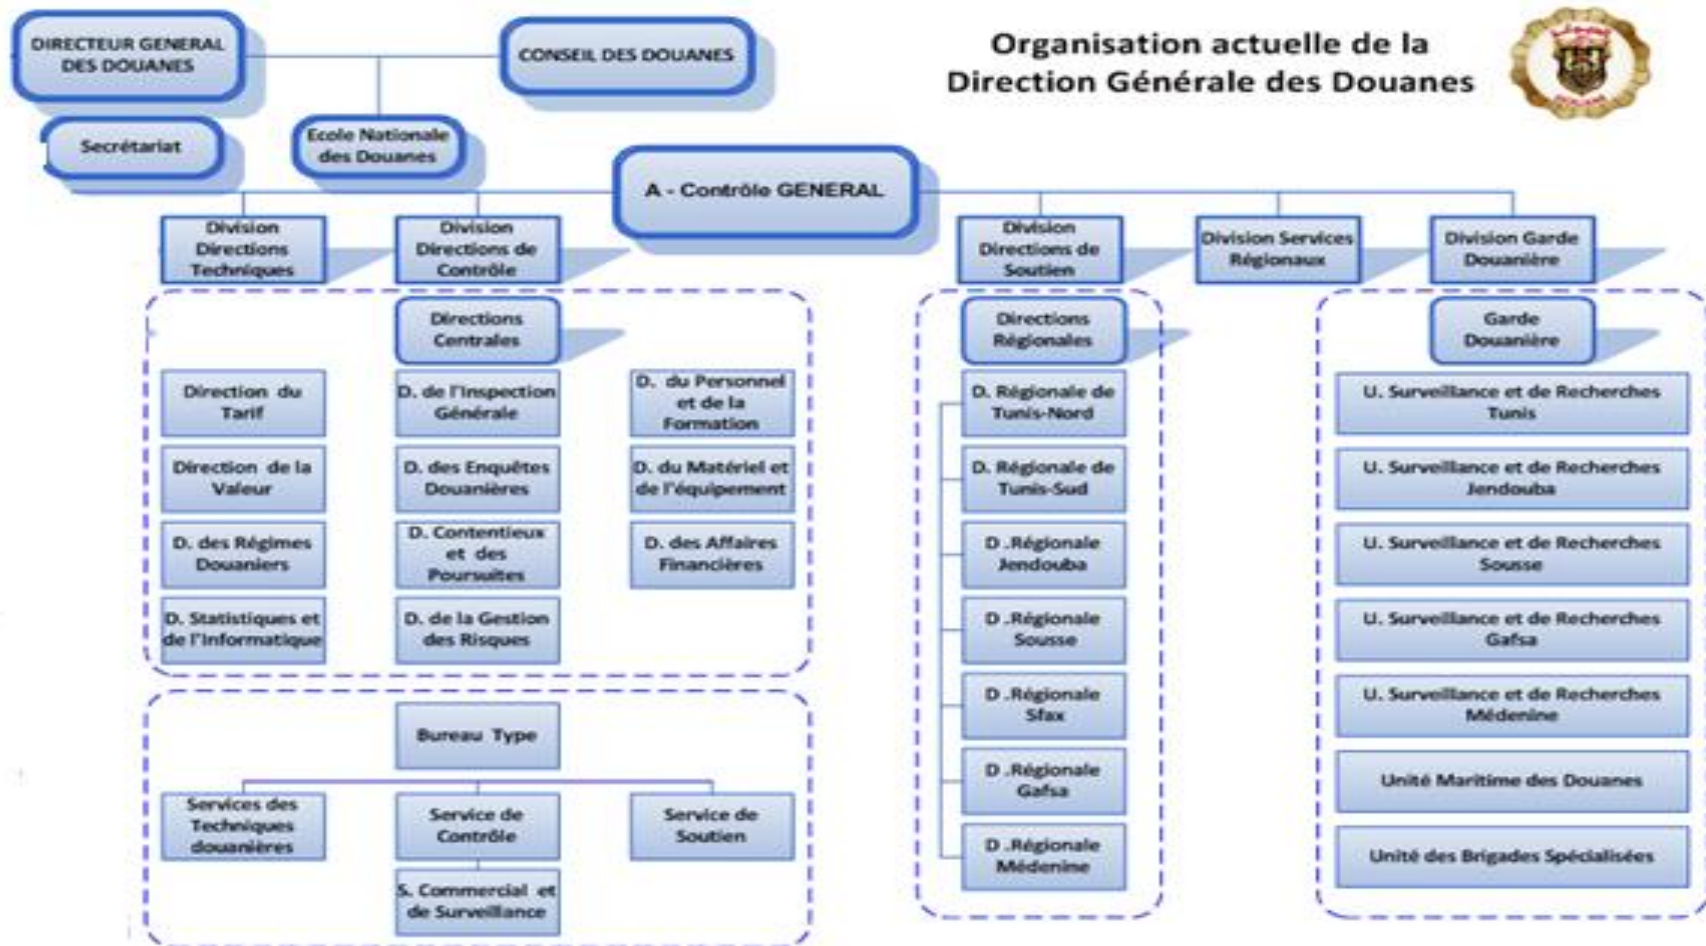 Organisation actuelle de la
Direction Générale des Douanes
DIRECTEUR GENERAL
DES DOUANES
CONSEIL DES DOUANES
Secrétariat
Ecole Nationale
des Douanes
A - Contrôle GENERAL
Division
Directions
Techniques
Division
Directions de
Contrôle
Division
Directions de
Soutien
Division Services
Régionaux
Division Garde
Douanière
Directions
Centrales
Direction du
Tarif
Direction de la
Valeur
D. des Régimes
Douaniers
D. Statistiques et
de l'Informatique
D. de l'Inspection
Générale
D. des Enquêtes
Douanières
D. Contentieux
et des
Poursuites
D. de la Gestion
des Risques
D. du Personnel
et de la
Formation
D. du Matériel et
de l'équipement
D. des Affaires
Financières
Bureau Type
Services des
Techniques
douanières
Service de
Contrôle
Service de
Soutien
S. Commercial et
de Surveillance
Directions
Régionales
D. Régionale de
Tunis-Nord
D. Régionale de
Tunis-Sud
D .Régionale
Jendouba
D .Régionale
Sousse
D .Régionale
Sfax
D .Régionale
Gafsa
D .Régionale
Médenine
Garde
Douanière
U. Surveillance et de Recherches
Tunis
U. Surveillance et de Recherches
Jendouba
U. Surveillance et de Recherches
Sousse
U. Surveillance et de Recherches
Gafsa
U. Surveillance et de Recherches
Médenine
Unité Maritime des Douanes
Unité des Brigades Spécialisées